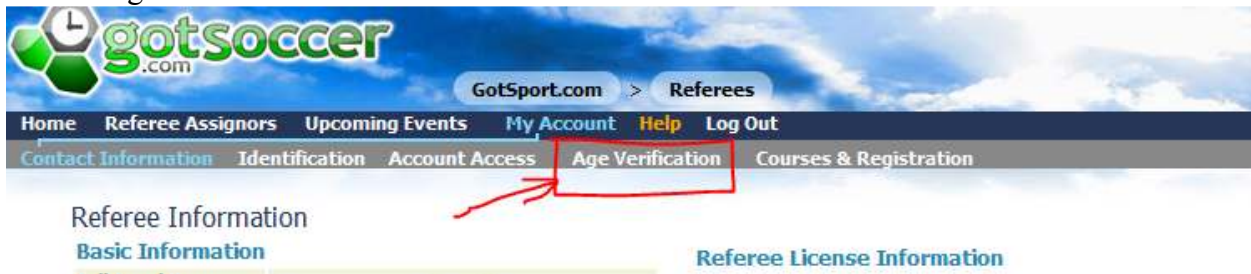 gotsoccer
.com
GotSport.com > Referees
Home Referee Assignors Upcoming Events My Account Help Log Out
Contact Information Identification Account Access Age Verification Courses & Registration
Referee Information
Basic Information
Referee License Information